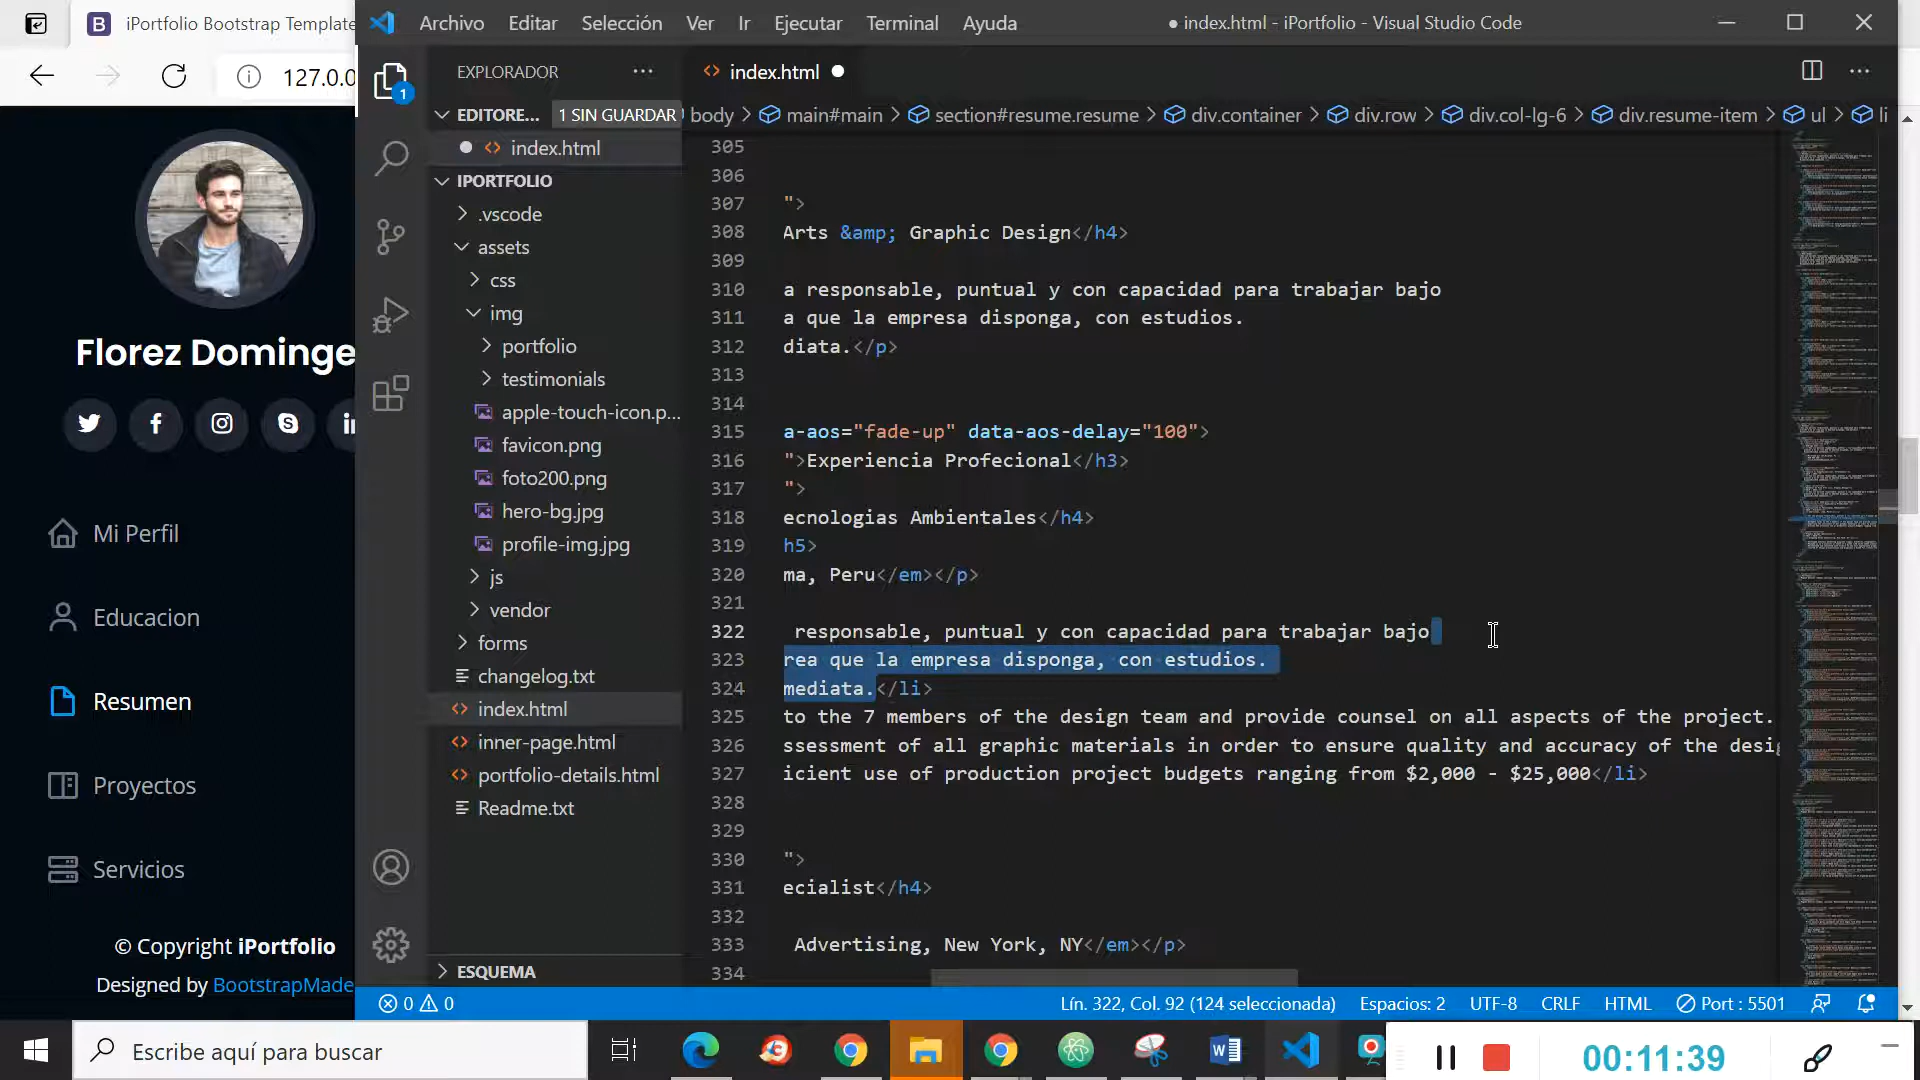 iPortfolio Bootstrap Template
127.0.0
Florez Dominge
Mi Perfil
Educacion
Resumen
Proyectos
Servicios
© Copyright iPortfolio
Designed by BootstrapMade
Archivo Editar Selección Ver Ir Ejecutar Terminal Ayuda
● index.html - iPortfolio - Visual Studio Code
EXPLORADOR
1
EDITORE... 1 SIN GUARDAR
index.html
IPORTFOLIO
.vscode
assets
css
img
portfolio
testimonials
apple-touch-icon.p...
favicon.png
foto200.png
hero-bg.jpg
profile-img.jpg
js
vendor
forms
changelog.txt
index.html
inner-page.html
portfolio-details.html
Readme.txt
ESQUEMA
index.html
body > main#main > section#resume.resume > div.container > div.row > div.col-lg-6 > div.resume-item > ul > li
305
306
307 ">
308 Arts &amp; Graphic Design</h4>
309
310 a responsable, puntual y con capacidad para trabajar bajo
311 a que la empresa disponga, con estudios.
312 diata.</p>
313
314
315 a-aos="fade-up" data-aos-delay="100">
316 ">Experiencia Profecional</h3>
317 ">
318 ecnologias Ambientales</h4>
319 h5>
320 ma, Peru</em></p>
321
322 responsable, puntual y con capacidad para trabajar bajo
323 rea que la empresa disponga, con estudios.
324 mediata.</li>
325 to the 7 members of the design team and provide counsel on all aspects of the project.
326 ssessment of all graphic materials in order to ensure quality and accuracy of the desig
327 icient use of production project budgets ranging from $2,000 - $25,000</li>
328
329
330 ">
331 ecialist</h4>
332
333 Advertising, New York, NY</em></p>
334
0 0 Lín. 322, Col. 92 (124 seleccionada) Espacios: 2 UTF-8 CRLF HTML Port : 5501
Escribe aquí para buscar
00:11:39